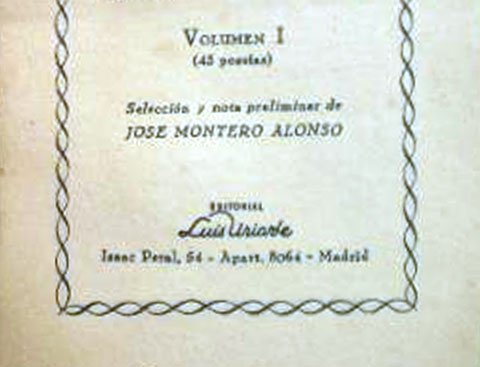 VOLUMEN I
(45 poesías)
Selección y nota preliminar de
JOSE MONTERO ALONSO
EDITORIAL
Luis Uriarte
Isaac Peral, 54 - Apart. 8064 - Madrid